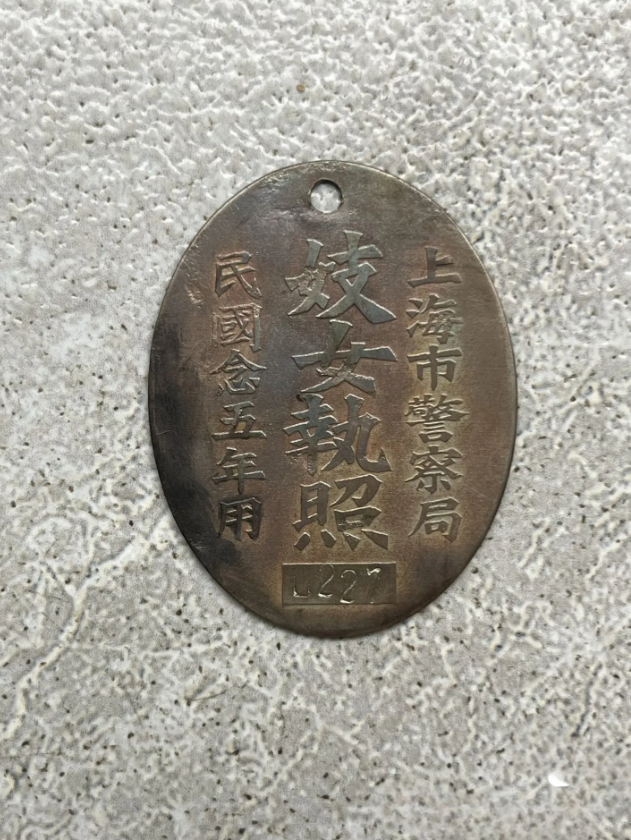 上海市警察局
妓女執照
民國念五年用